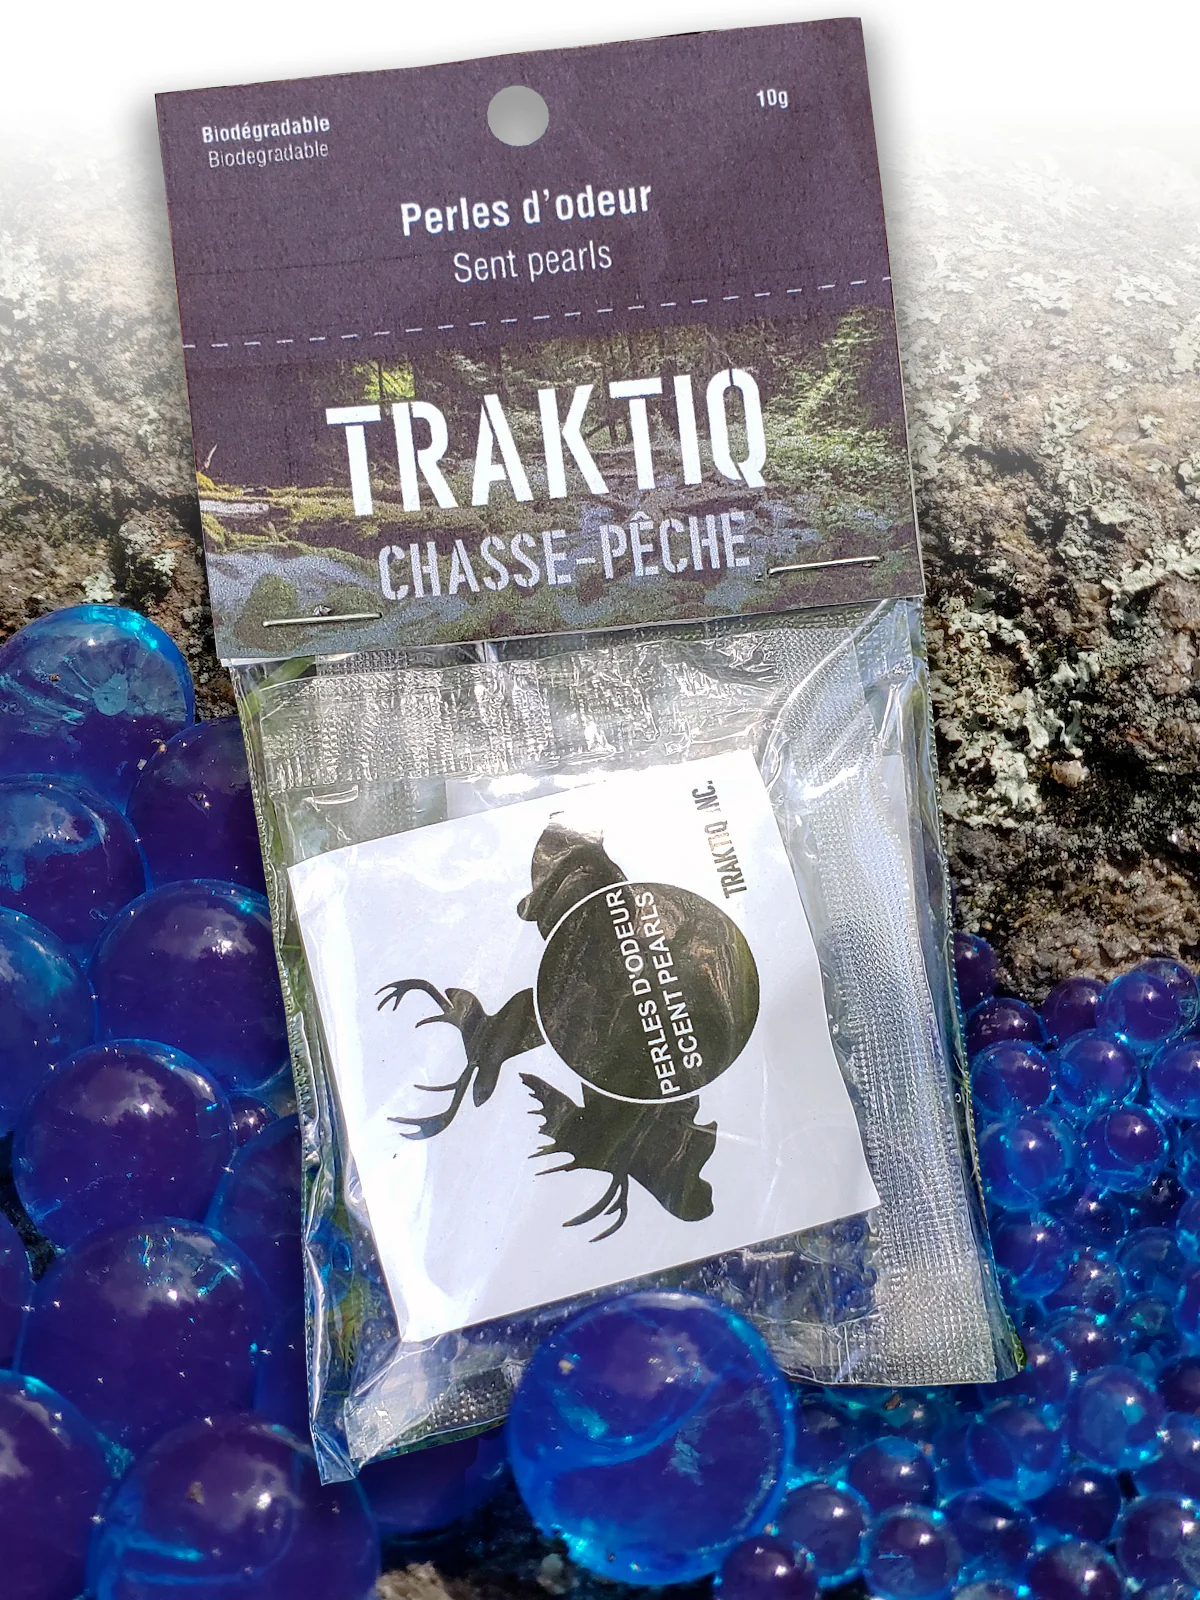 Biodégradable
Biodegradable
10g
Perles d'odeur
Sent pearls
TRAKTIQ
CHASSE-PÊCHE
TRAKTIQ INC.
PERLES D'ODEUR
SCENT PEARLS